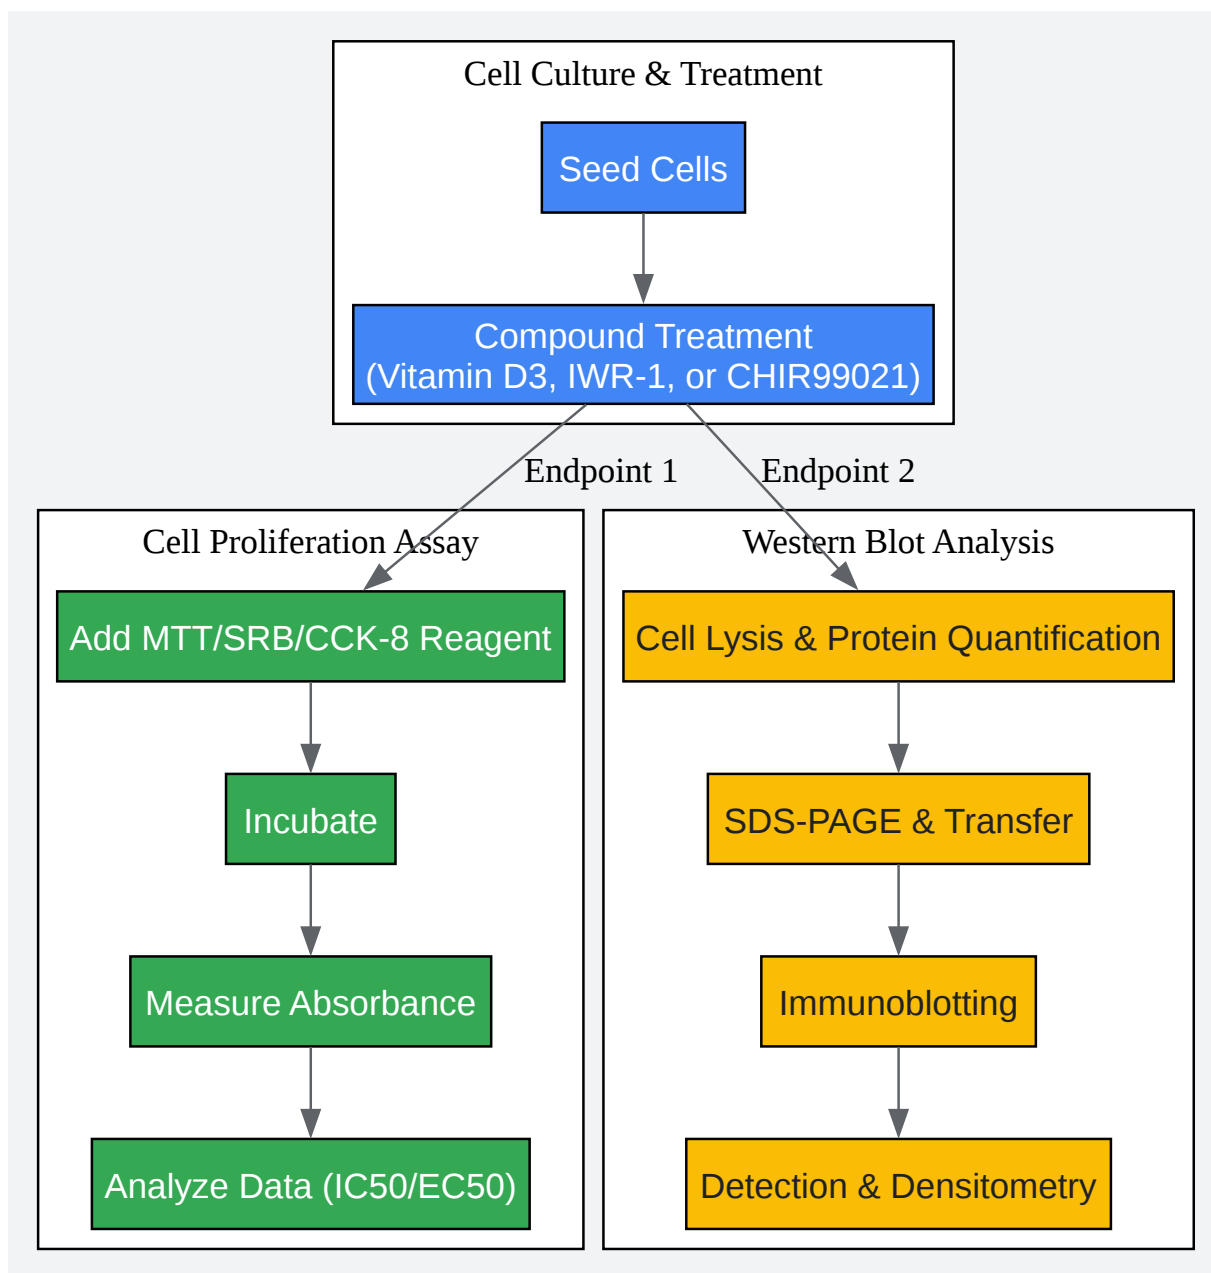 Cell Culture & Treatment
Seed Cells
Compound Treatment
(Vitamin D3, IWR-1, or CHIR99021)
Endpoint 1
Endpoint 2
Cell Proliferation Assay
Add MTT/SRB/CCK-8 Reagent
Incubate
Measure Absorbance
Analyze Data (IC50/EC50)
Western Blot Analysis
Cell Lysis & Protein Quantification
SDS-PAGE & Transfer
Immunoblotting
Detection & Densitometry